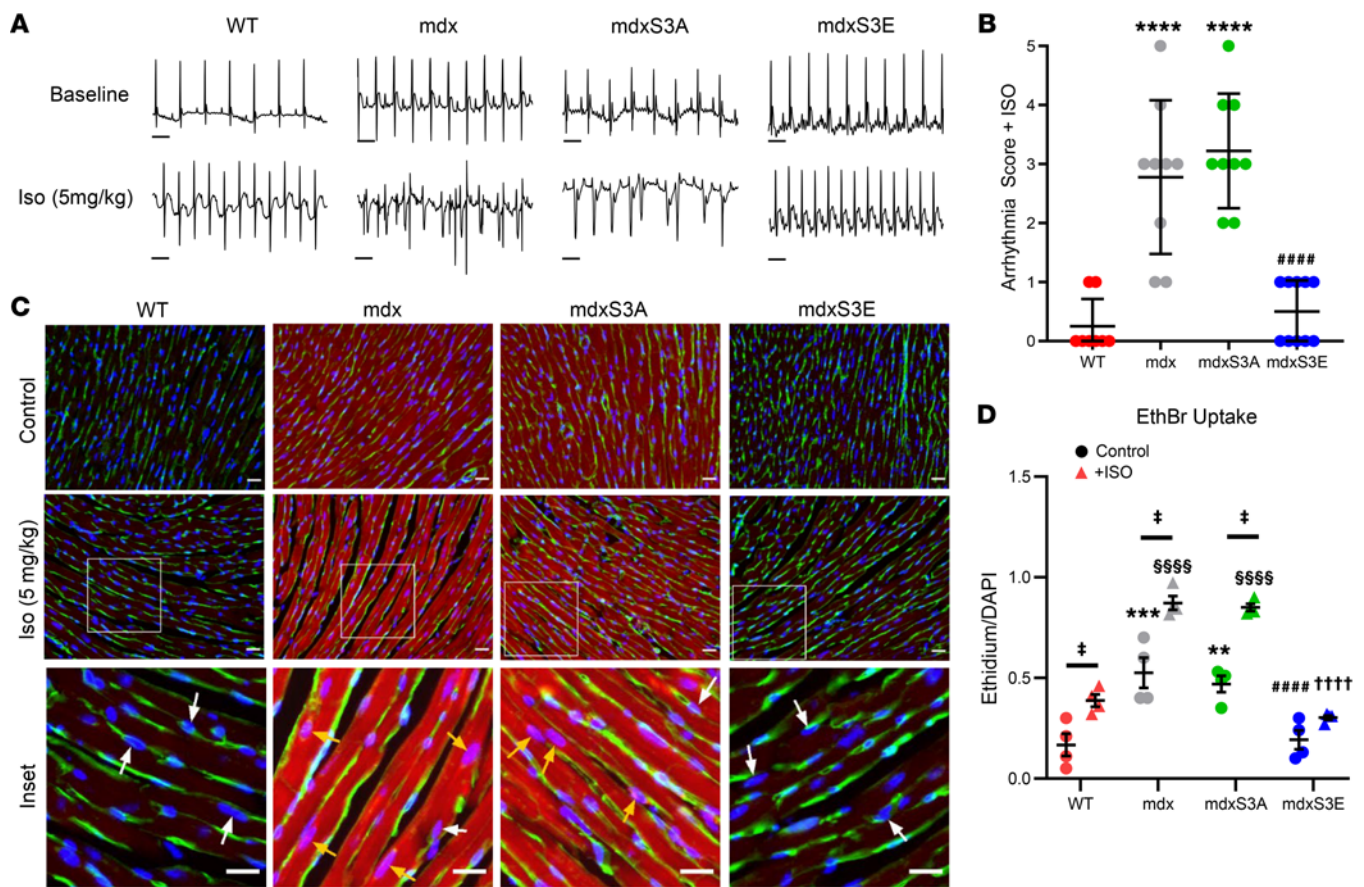 A
WT mdx mdxS3A mdxS3E
Baseline
Iso (5mg/kg)
B
Arrhythmia Score + ISO
5
4
3
2
1
0
**** ****
####
WT mdx mdxS3A mdxS3E
C
WT mdx mdxS3A mdxS3E
Control
Iso (5 mg/kg)
Inset
D
EthBr Uptake
Control
+ISO
Ethidium/DAPI
1.5
1.0
0.5
0.0
‡ ‡
§§§§ §§§§
***
**
‡
#### ††††
WT mdx mdxS3A mdxS3E